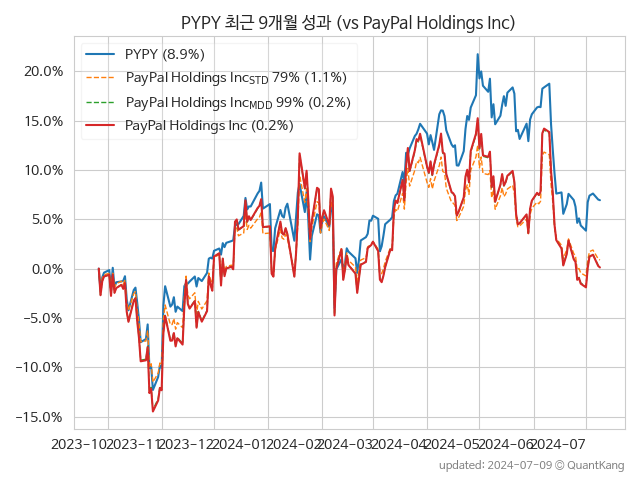 PYPY 최근 9개월 성과 (vs PayPal Holdings Inc)
PYPY (8.9%)
PayPal Holdings IncSTD 79% (1.1%)
PayPal Holdings IncMDD 99% (0.2%)
PayPal Holdings Inc (0.2%)
20.0%
15.0%
10.0%
5.0%
0.0%
−5.0%
−10.0%
−15.0%
2023-10 2023-11 2023-12 2024-01 2024-02 2024-03 2024-04 2024-05 2024-06 2024-07
updated: 2024-07-09 © QuantKang